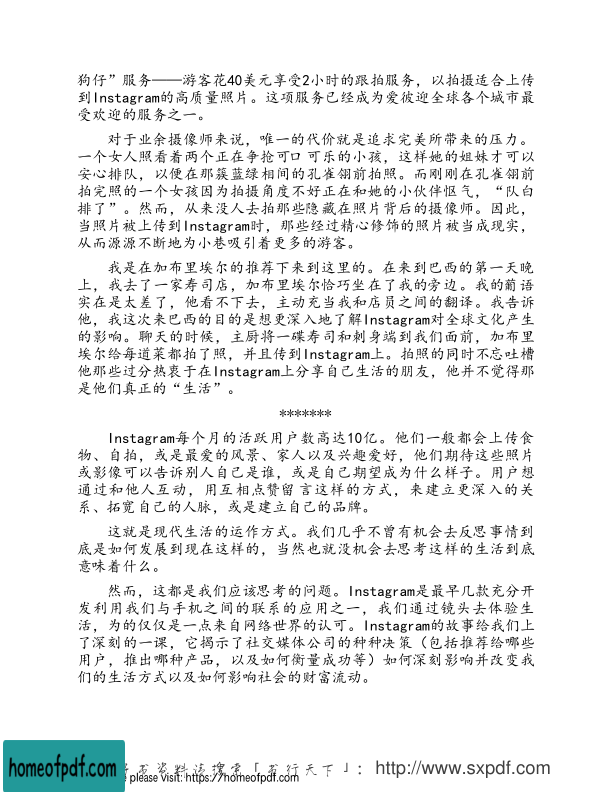 狗仔”服务——游客花40美元享受2小时的跟拍服务，以拍摄适合上传
到Instagram的高质量照片。这项服务已经成为爱彼迎全球各个城市最
受欢迎的服务之一。
对于业余摄像师来说，唯一的代价就是追求完美所带来的压力。
一个女人照看着两个正在争抢可口可乐的小孩，这样她的姐妹才可以
安心排队，以便在那簇蓝绿相间的孔雀翎前拍照。而刚刚在孔雀翎前
拍完照的一个女孩因为拍摄角度不好正在和她的小伙伴怄气，“队白
排了”。然而，从来没人去拍那些隐藏在照片背后的摄像师。因此，
当照片被上传到Instagram时，那些经过精心修饰的照片被当成现实，
从而源源不断地为小巷吸引着更多的游客。
我是在加布里埃尔的推荐下来到这里的。在来到巴西的第一天晚
上，我去了一家寿司店，加布里埃尔恰巧坐在了我的旁边。我的葡语
实在是太差了，他看不下去，主动充当我和店员之间的翻译。我告诉
他，我这次来巴西的目的是想更深入地了解Instagram对全球文化产生
的影响。聊天的时候，主厨将一碟寿司和刺身端到我们面前，加布里
埃尔给每道菜都拍了照，并且传到Instagram上。拍照的同时不忘吐槽
他那些过分热衷于在Instagram上分享自己生活的朋友，他并不觉得那
是他们真正的“生活”。
*******
Instagram每个月的活跃用户数高达10亿。他们一般都会上传食
物、自拍，或是最爱的风景、家人以及兴趣爱好，他们期待这些照片
或影像可以告诉别人自己是谁，或是自己期望成为什么样子。用户想
通过和他人互动，用互相点赞留言这样的方式，来建立更深入的关
系、拓宽自己的人脉，或是建立自己的品牌。
这就是现代生活的运作方式。我们几乎不曾有机会去反思事情到
底是如何发展到现在这样的，当然也就没机会去思考这样的生活到底
意味着什么。
然而，这都是我们应该思考的问题。Instagram是最早几款充分开
发利用我们与手机之间的联系的应用之一，我们通过镜头去体验生
活，为的仅仅是一点来自网络世界的认可。Instagram的故事给我们上
了深刻的一课，它揭示了社交媒体公司的种种决策（包括推荐给哪些
用户，推出哪种产品，以及如何衡量成功等）如何深刻影响并改变我
们的生活方式以及如何影响社会的财富流动。
资料请搜索「书行天下」：http://www.sxpdf.com
homeofpdf.com
please visit: https://homeofpdf.com